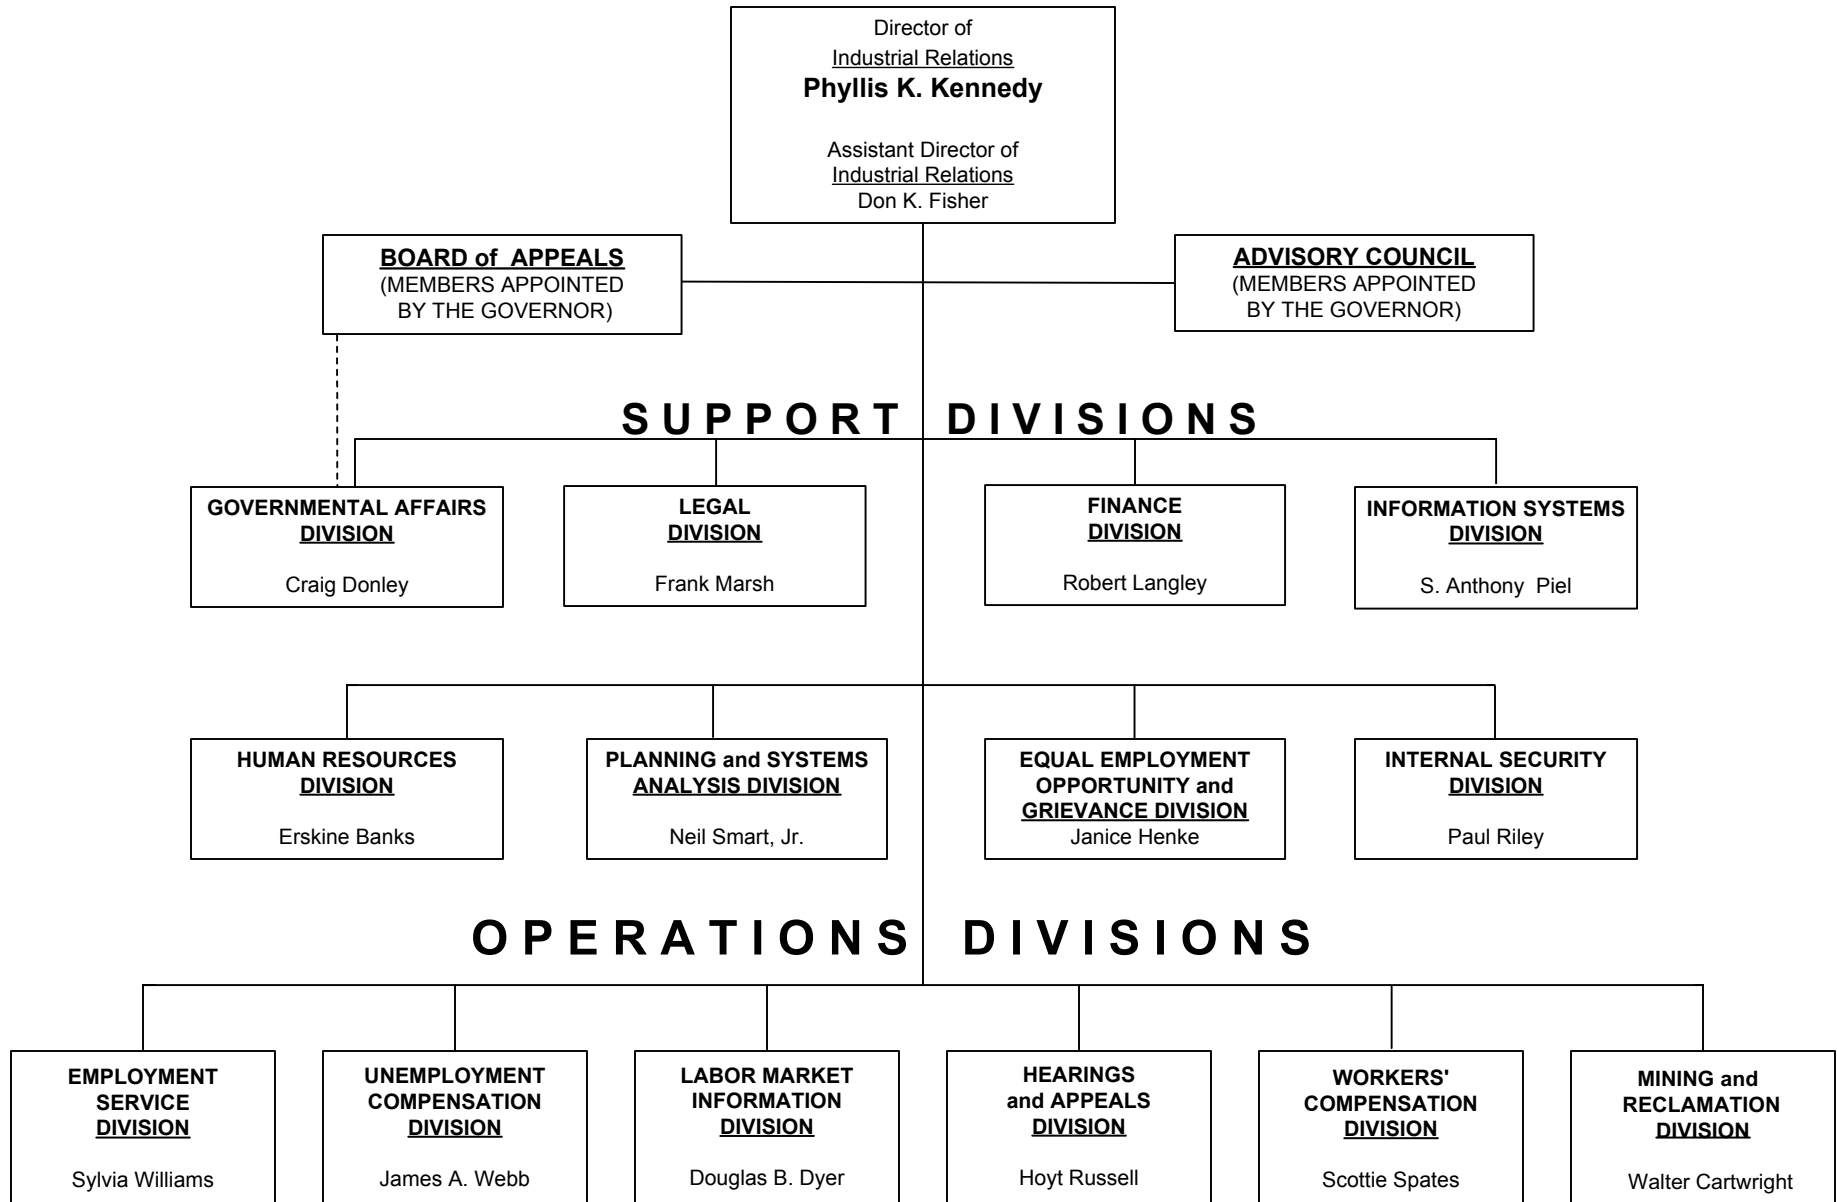 Director of
Industrial Relations
Phyllis K. Kennedy
Assistant Director of
Industrial Relations
Don K. Fisher
BOARD of APPEALS
(MEMBERS APPOINTED
BY THE GOVERNOR)
ADVISORY COUNCIL
(MEMBERS APPOINTED
BY THE GOVERNOR)
SUPPORT DIVISIONS
GOVERNMENTAL AFFAIRS
DIVISION
Craig Donley
LEGAL
DIVISION
Frank Marsh
FINANCE
DIVISION
Robert Langley
INFORMATION SYSTEMS
DIVISION
S. Anthony Piel
HUMAN RESOURCES
DIVISION
Erskine Banks
PLANNING and SYSTEMS
ANALYSIS DIVISION
Neil Smart, Jr.
EQUAL EMPLOYMENT
OPPORTUNITY and
GRIEVANCE DIVISION
Janice Henke
INTERNAL SECURITY
DIVISION
Paul Riley
OPERATIONS DIVISIONS
EMPLOYMENT
SERVICE
DIVISION
Sylvia Williams
UNEMPLOYMENT
COMPENSATION
DIVISION
James A. Webb
LABOR MARKET
INFORMATION
DIVISION
Douglas B. Dyer
HEARINGS
and APPEALS
DIVISION
Hoyt Russell
WORKERS'
COMPENSATION
DIVISION
Scottie Spates
MINING and
RECLAMATION
DIVISION
Walter Cartwright